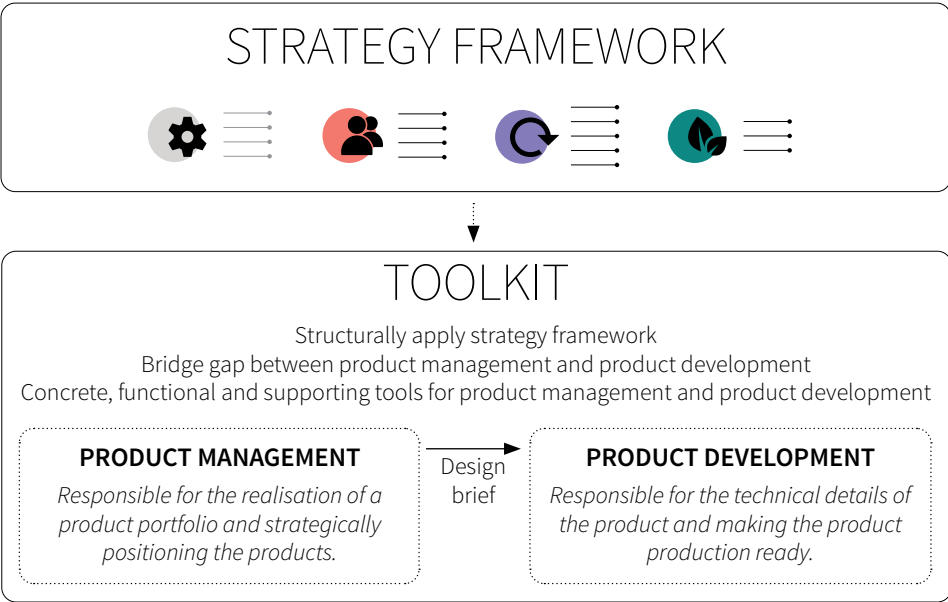 STRATEGY FRAMEWORK
TOOLKIT
Structurally apply strategy framework
Bridge gap between product management and product development
Concrete, functional and supporting tools for product management and product development
PRODUCT MANAGEMENT
Responsible for the realisation of a
product portfolio and strategically
positioning the products.
Design
brief
PRODUCT DEVELOPMENT
Responsible for the technical details of
the product and making the product
production ready.